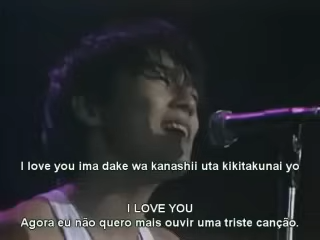 I love you ima dake wa kanashii uta kikitakunai yo
I LOVE YOU
Agora eu não quero mais ouvir uma triste canção.